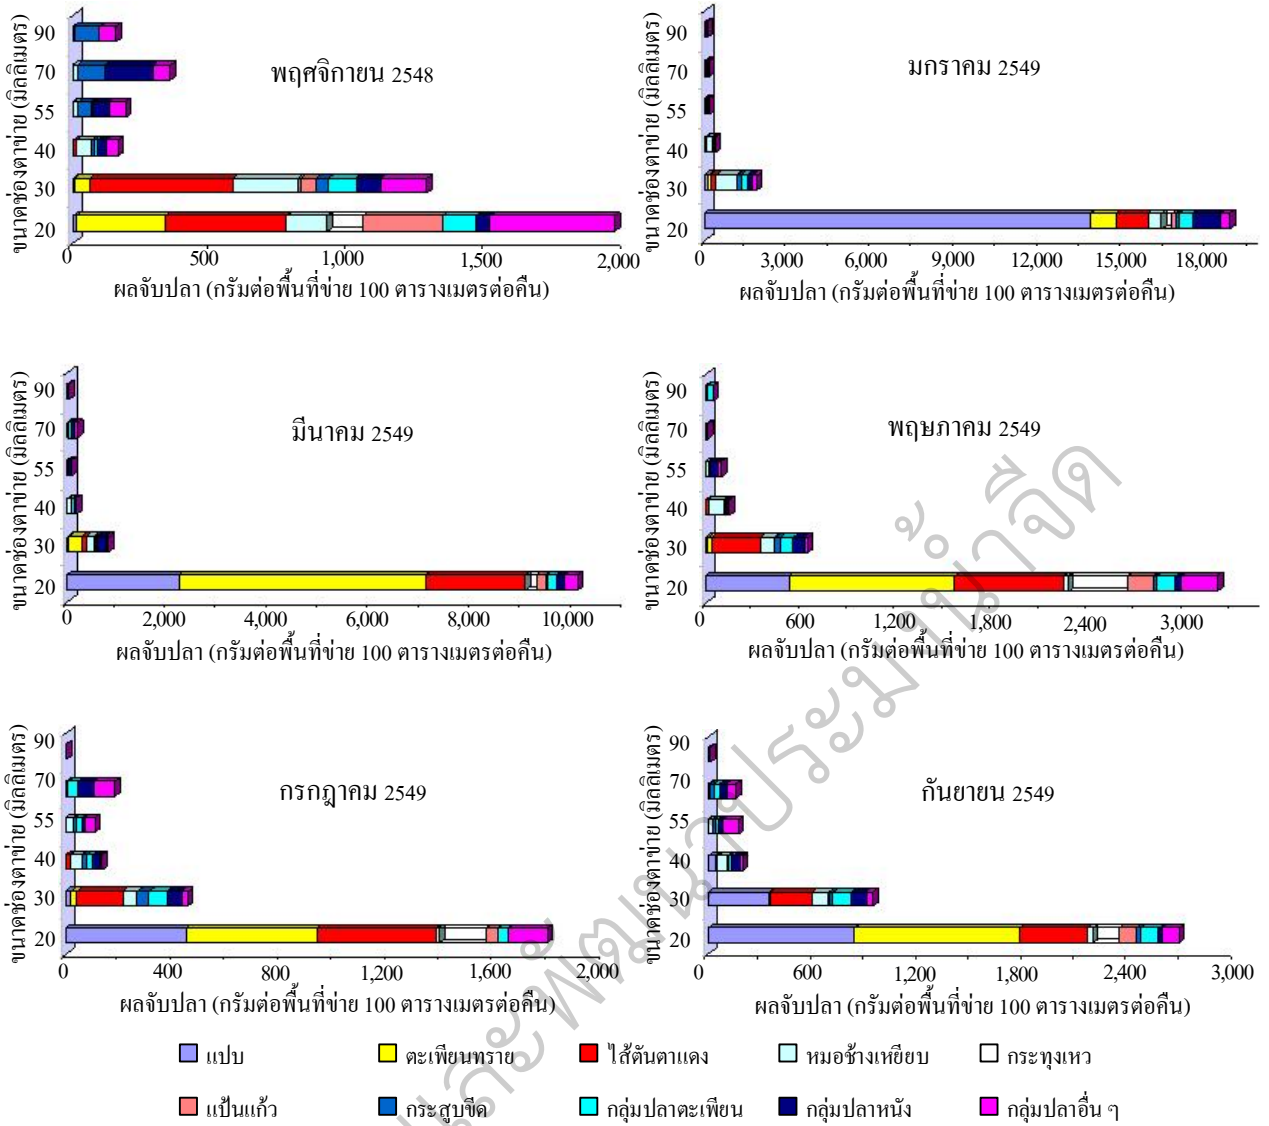 ขนาดช่องตาข่าย (มิลลิเมตร)
90
70
55
40
30
20
พฤศจิกายน 2548
0 500 1,000 1,500 2,000
ผลจับปลา (กรัมต่อพื้นที่ข่าย 100 ตารางเมตรต่อคืน)
ขนาดช่องตาข่าย (มิลลิเมตร)
90
70
55
40
30
20
มกราคม 2549
0 3,000 6,000 9,000 12,000 15,000 18,000
ผลจับปลา (กรัมต่อพื้นที่ข่าย 100 ตารางเมตรต่อคืน)
ขนาดช่องตาข่าย (มิลลิเมตร)
90
70
55
40
30
20
มีนาคม 2549
0 2,000 4,000 6,000 8,000 10,000
ผลจับปลา (กรัมต่อพื้นที่ข่าย 100 ตารางเมตรต่อคืน)
ขนาดช่องตาข่าย (มิลลิเมตร)
90
70
55
40
30
20
พฤษภาคม 2549
0 600 1,200 1,800 2,400 3,000
ผลจับปลา (กรัมต่อพื้นที่ข่าย 100 ตารางเมตรต่อคืน)
ขนาดช่องตาข่าย (มิลลิเมตร)
90
70
55
40
30
20
กรกฎาคม 2549
0 400 800 1,200 1,600 2,000
ผลจับปลา (กรัมต่อพื้นที่ข่าย 100 ตารางเมตรต่อคืน)
ขนาดช่องตาข่าย (มิลลิเมตร)
90
70
55
40
30
20
กันยายน 2549
0 600 1,200 1,800 2,400 3,000
ผลจับปลา (กรัมต่อพื้นที่ข่าย 100 ตารางเมตรต่อคืน)
แปบ ตะเพียนทราย ไส้ตันตาแดง หมอช้างเหยียบ กระทุงเหว
แป้นแก้ว กระสูบขีด กลุ่มปลาตะเพียน กลุ่มปลาหนัง กลุ่มปลาอื่น ๆ